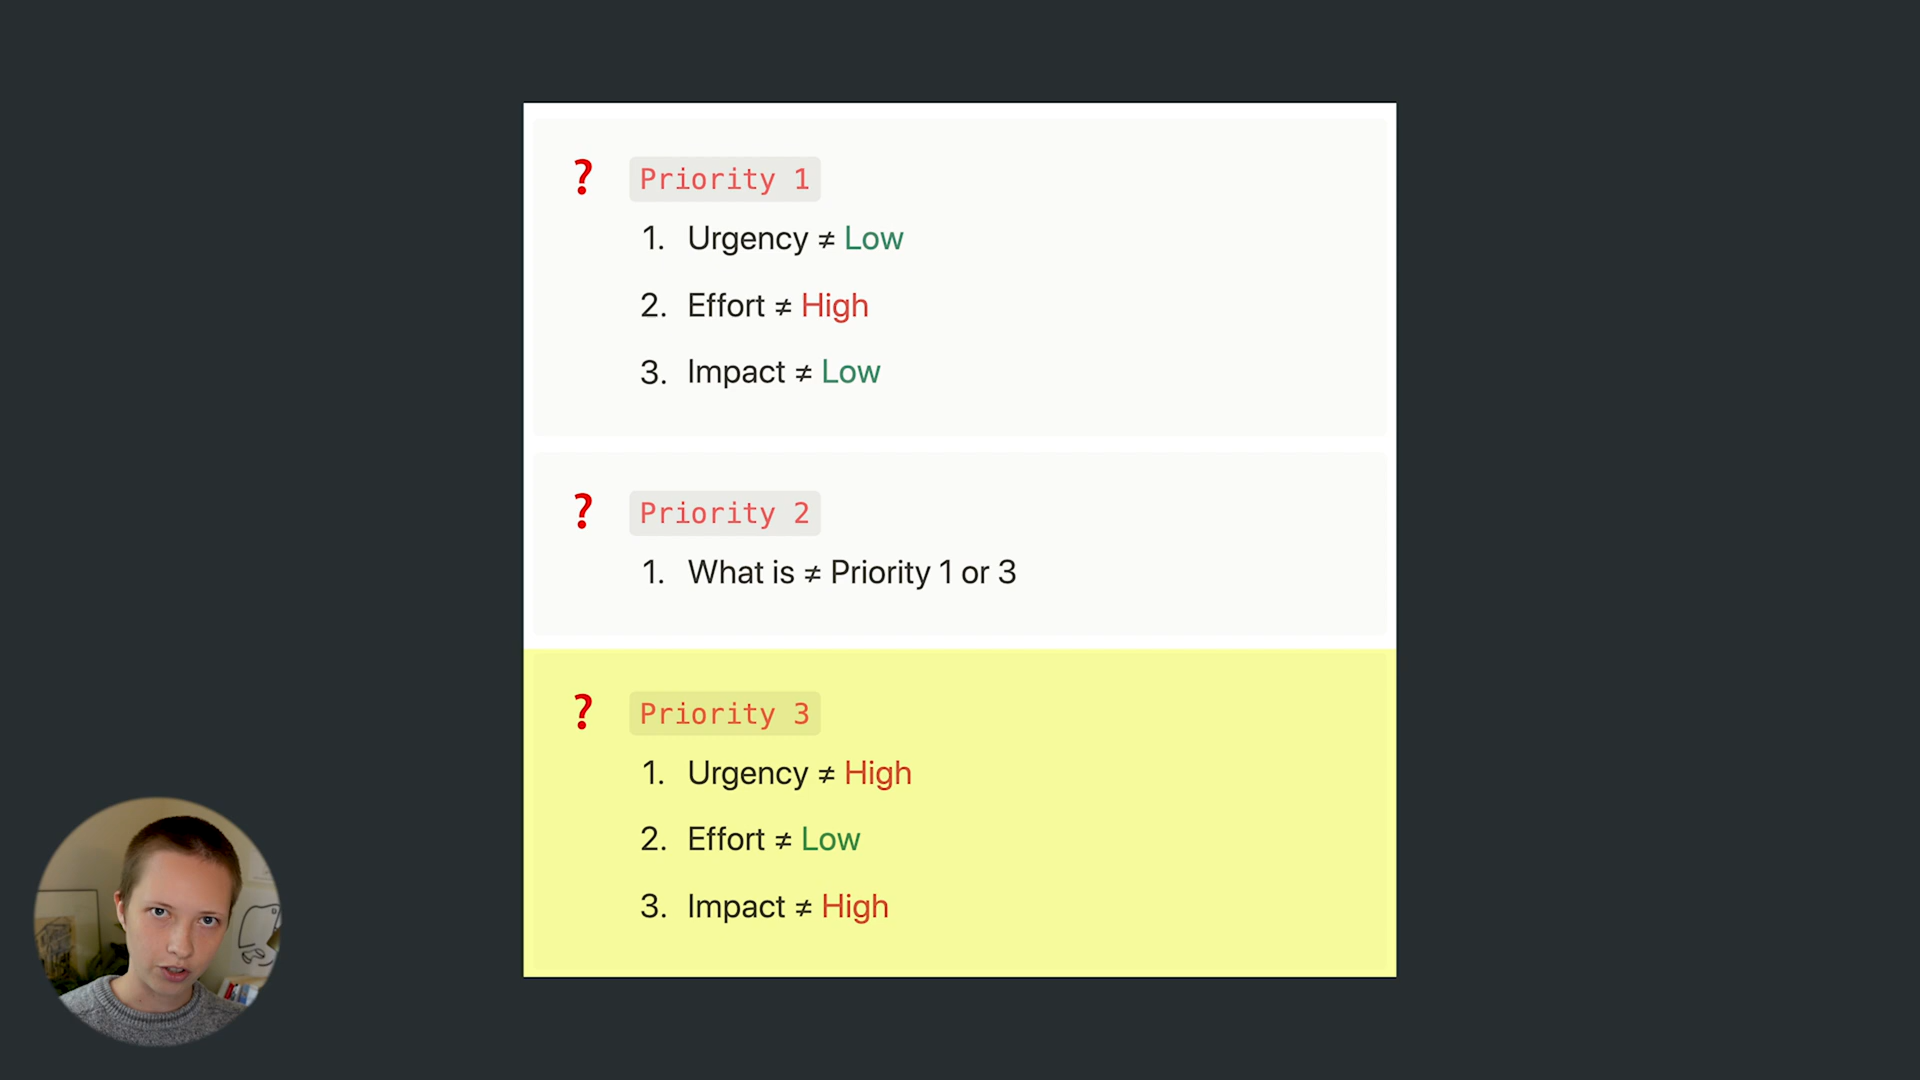 ❓ Priority 1
1. Urgency ≠ Low
2. Effort ≠ High
3. Impact ≠ Low
❓ Priority 2
1. What is ≠ Priority 1 or 3
❓ Priority 3
1. Urgency ≠ High
2. Effort ≠ Low
3. Impact ≠ High